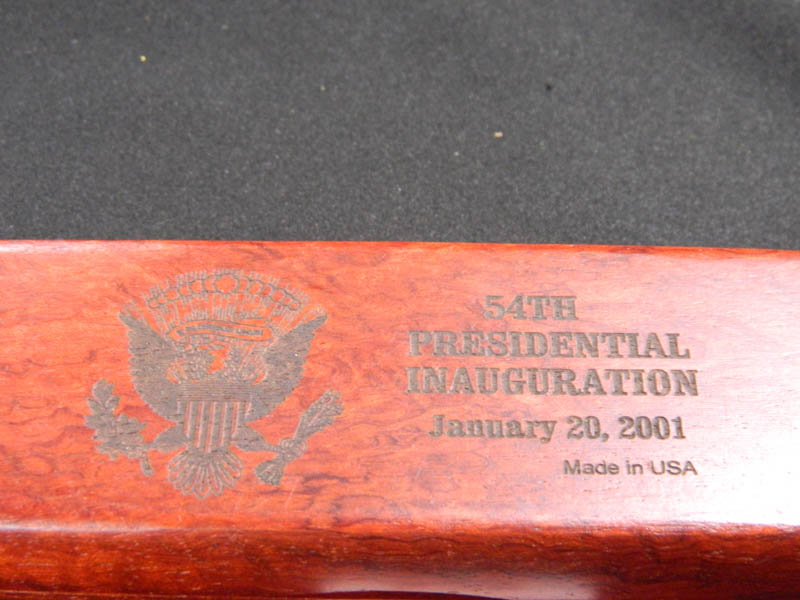 54TH
PRESIDENTIAL
INAUGURATION
January 20, 2001
Made in USA